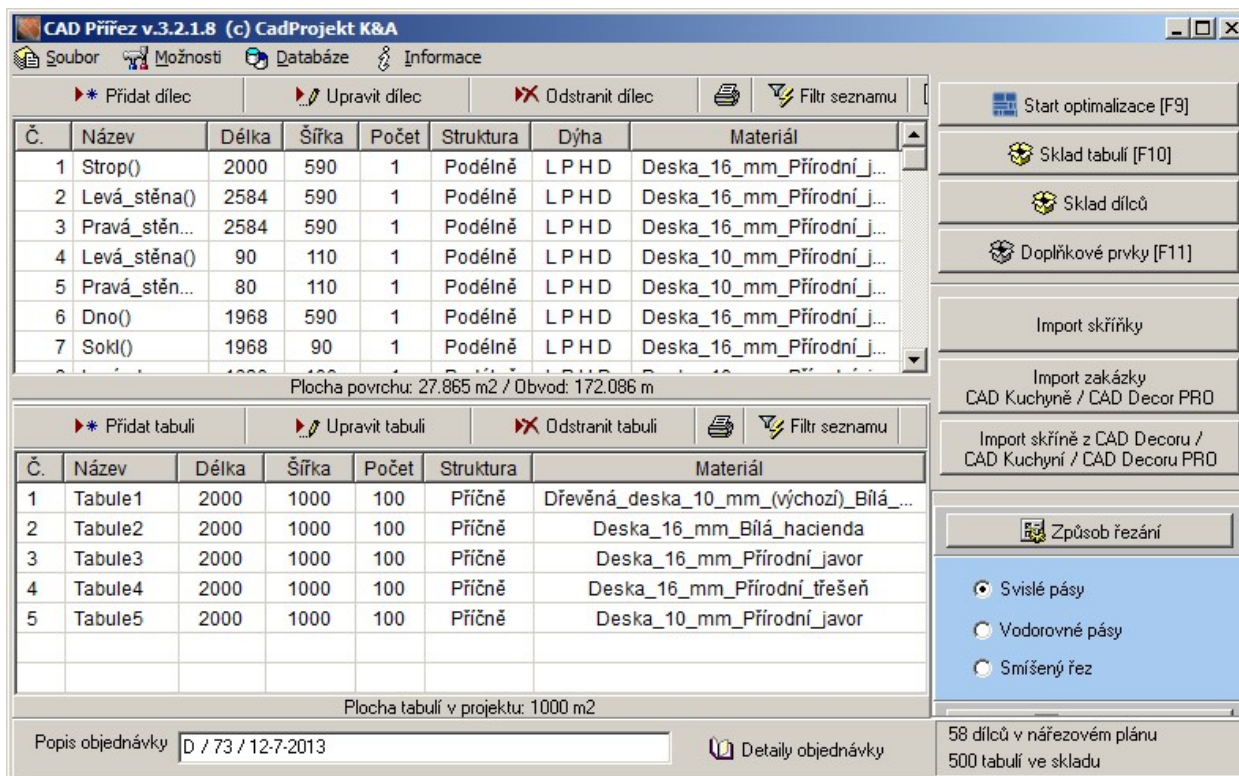 CAD Přířez v.3.2.1.8 (c) CadProjekt K&A
Soubor Možnosti Databáze Informace
Přidat dílec Upravit dílec Odstranit dílec Filtr seznamu
Č. Název Délka Šířka Počet Struktura Dýha Materiál
1 Strop() 2000 590 1 Podélně L P H D Deska_16_mm_Přírodní_j...
2 Levá_stěna() 2584 590 1 Podélně L P H D Deska_16_mm_Přírodní_j...
3 Pravá_stěn... 2584 590 1 Podélně L P H D Deska_16_mm_Přírodní_j...
4 Levá_stěna() 90 110 1 Podélně L P H D Deska_10_mm_Přírodní_j...
5 Pravá_stěn... 80 110 1 Podélně L P H D Deska_10_mm_Přírodní_j...
6 Dno() 1968 590 1 Podélně L P H D Deska_16_mm_Přírodní_j...
7 Sokl() 1968 90 1 Podélně L P H D Deska_16_mm_Přírodní_j...
Plocha povrchu: 27.865 m2 / Obvod: 172.086 m
Přidat tabuli Upravit tabuli Odstranit tabuli Filtr seznamu
Č. Název Délka Šířka Počet Struktura Materiál
1 Tabule1 2000 1000 100 Příčně Dřevěná_deska_10_mm_(výchozí)_Bílá_...
2 Tabule2 2000 1000 100 Příčně Deska_16_mm_Bílá_hacienda
3 Tabule3 2000 1000 100 Příčně Deska_16_mm_Přírodní_javor
4 Tabule4 2000 1000 100 Příčně Deska_16_mm_Přírodní_třešeň
5 Tabule5 2000 1000 100 Příčně Deska_10_mm_Přírodní_javor
Plocha tabulí v projektu: 1000 m2
Popis objednávky D / 73 / 12-7-2013 Detaily objednávky
Start optimalizace [F9]
Sklad tabulí [F10]
Sklad dílců
Doplňkové prvky [F11]
Import skříňky
Import zakázky
CAD Kuchyně / CAD Decor PRO
Import skříně z CAD Decoru /
CAD Kuchyní / CAD Decoru PRO
Způsob řezání
Svislé pásy
Vodorovné pásy
Smíšený řez
58 dílců v nářezovém plánu
500 tabulí ve skladu